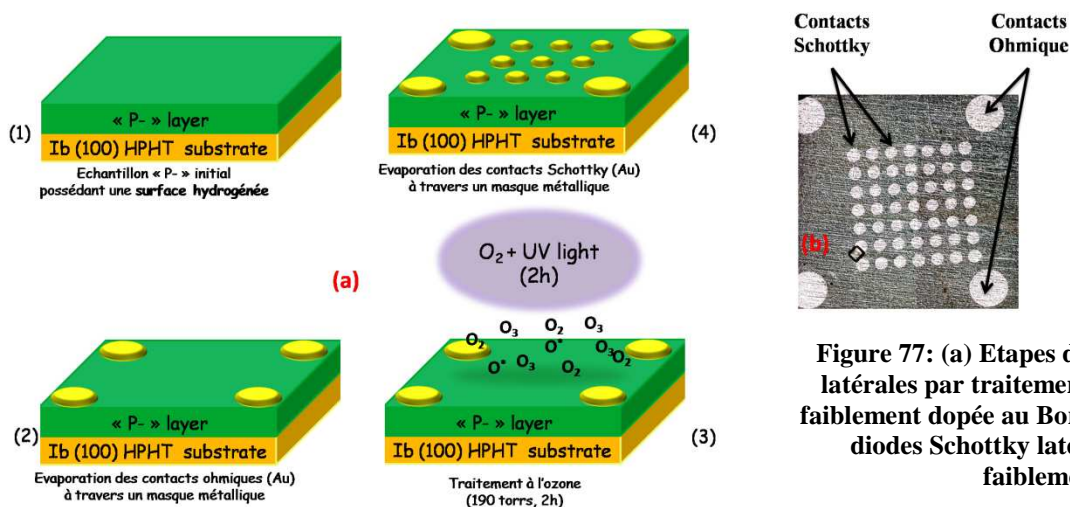 (1)
« P- » layer
Ib (100) HPHT substrate
Echantillon « P- » initial
possédant une surface hydrogénée
(4)
« P- » layer
Ib (100) HPHT substrate
Evaporation des contacts Schottky (Au)
à travers un masque métallique
(a)
O₂ + UV light
(2h)
(2)
« P- » layer
Ib (100) HPHT substrate
Evaporation des contacts ohmiques (Au)
à travers un masque métallique
O₂ O₃ O₂ O₃
O• O₃ O• O₂ O₃ O₂
« P- » layer
Ib (100) HPHT substrate
(3)
Traitement à l'ozone
(190 torrs, 2h)
Contacts
Schottky
Contacts
Ohmique
(b)
Figure 77: (a) Etapes d
latérales par traitemen
faiblement dopée au Bor
diodes Schottky laté
faibleme